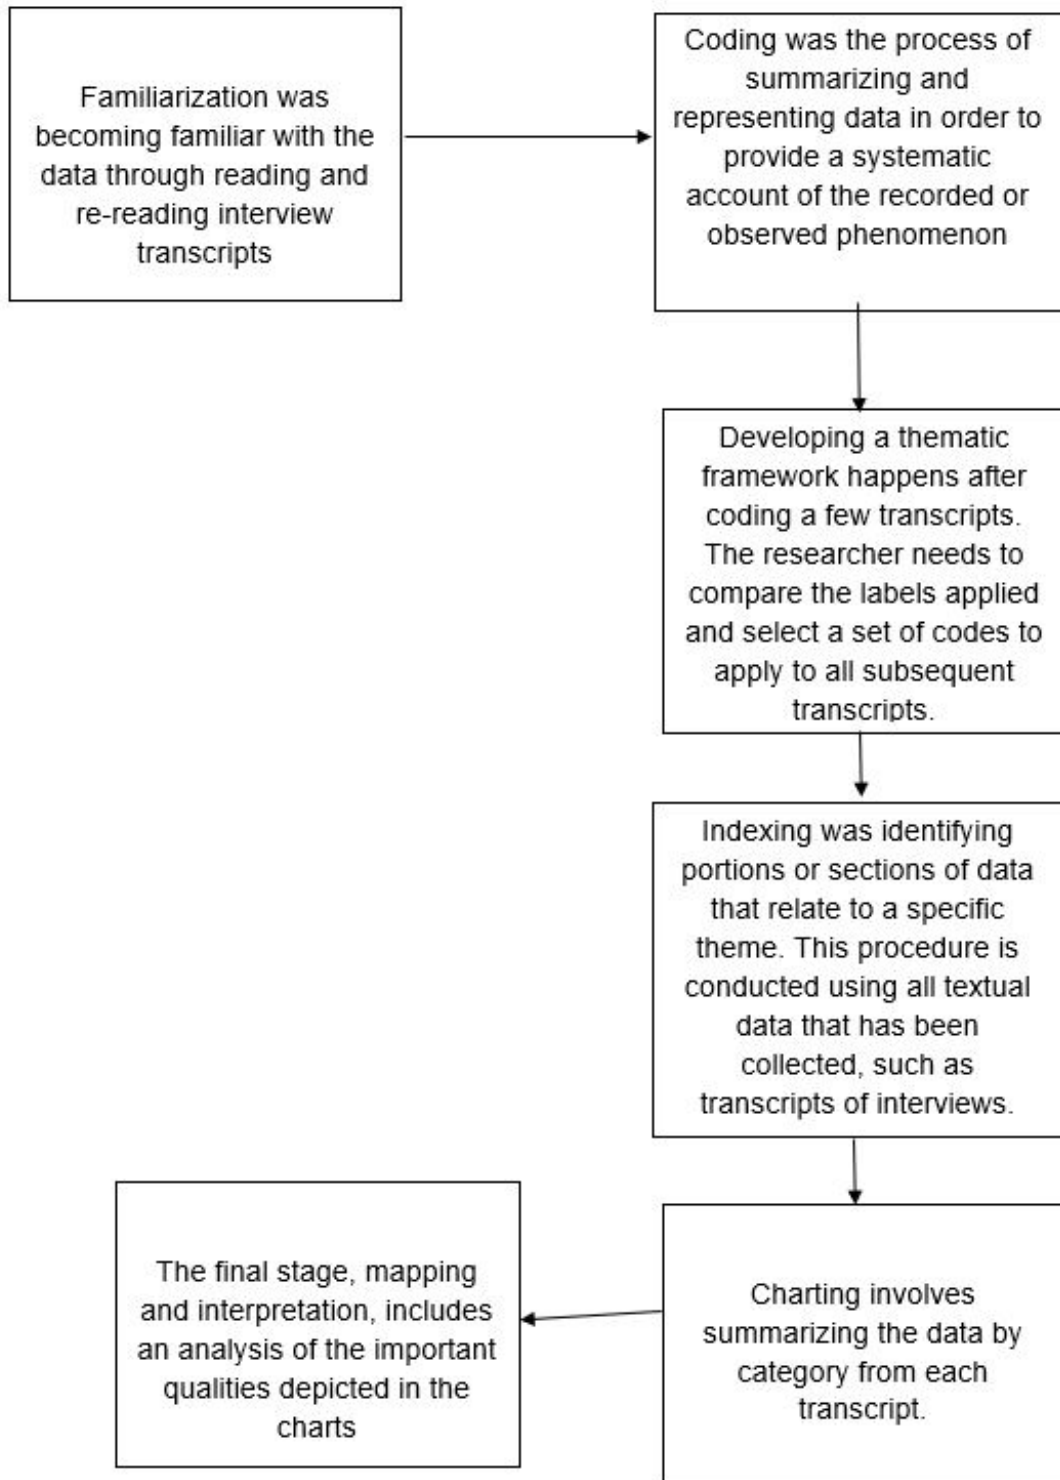 Familiarization was
becoming familiar with the
data through reading and
re-reading interview
transcripts
Coding was the process of
summarizing and
representing data in order to
provide a systematic
account of the recorded or
observed phenomenon
Developing a thematic
framework happens after
coding a few transcripts.
The researcher needs to
compare the labels applied
and select a set of codes to
apply to all subsequent
transcripts.
Indexing was identifying
portions or sections of data
that relate to a specific
theme. This procedure is
conducted using all textual
data that has been
collected, such as
transcripts of interviews.
Charting involves
summarizing the data by
category from each
transcript.
The final stage, mapping
and interpretation, includes
an analysis of the important
qualities depicted in the
charts